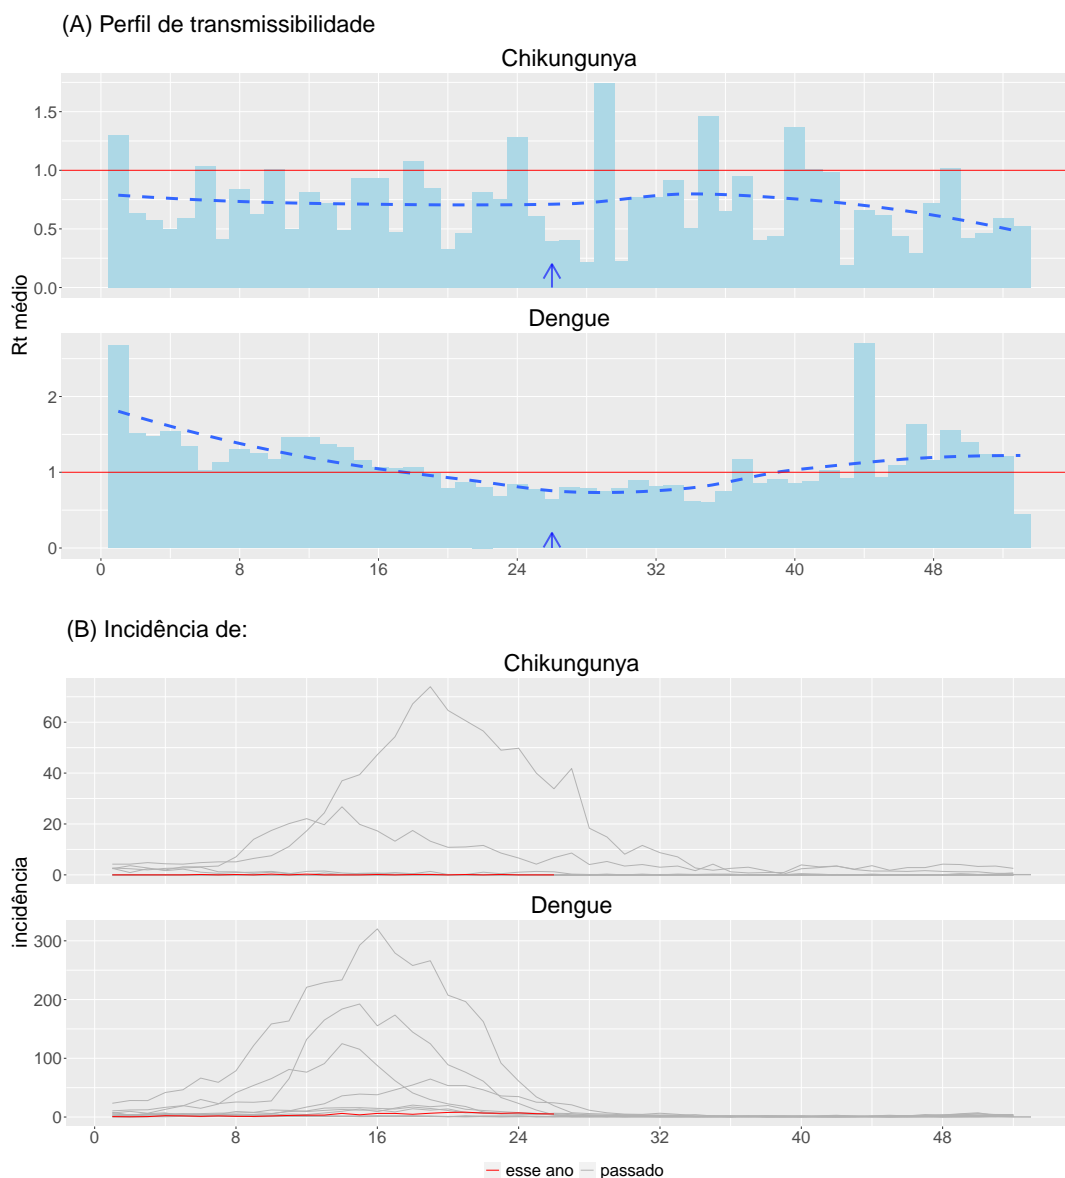 (A) Perfil de transmissibilidade
Chikungunya
1.5
1.0
0.5
0.0
Rt médio
Dengue
2
1
0
0 8 16 24 32 40 48
(B) Incidência de:
Chikungunya
60
40
20
0
incidência
Dengue
300
200
100
0
0 8 16 24 32 40 48
esse ano passado